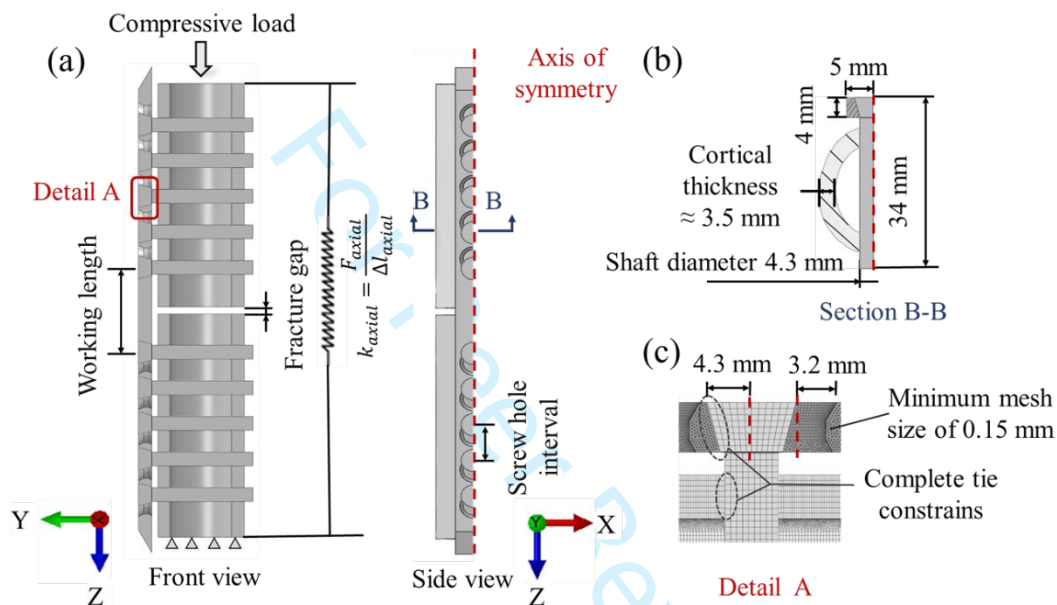 Compressive load
(a)
Axis of
symmetry
Detail A
Working length
Fracture gap
k_axial = F_axial / Δl_axial
B
B
Screw hole
interval
Y
X
Z
Front view
Y
X
Z
Side view
(b)
5 mm
4 mm
Cortical
thickness
≈ 3.5 mm
34 mm
Shaft diameter 4.3 mm
Section B-B
(c)
4.3 mm
3.2 mm
Minimum mesh
size of 0.15 mm
Complete tie
constrains
Detail A